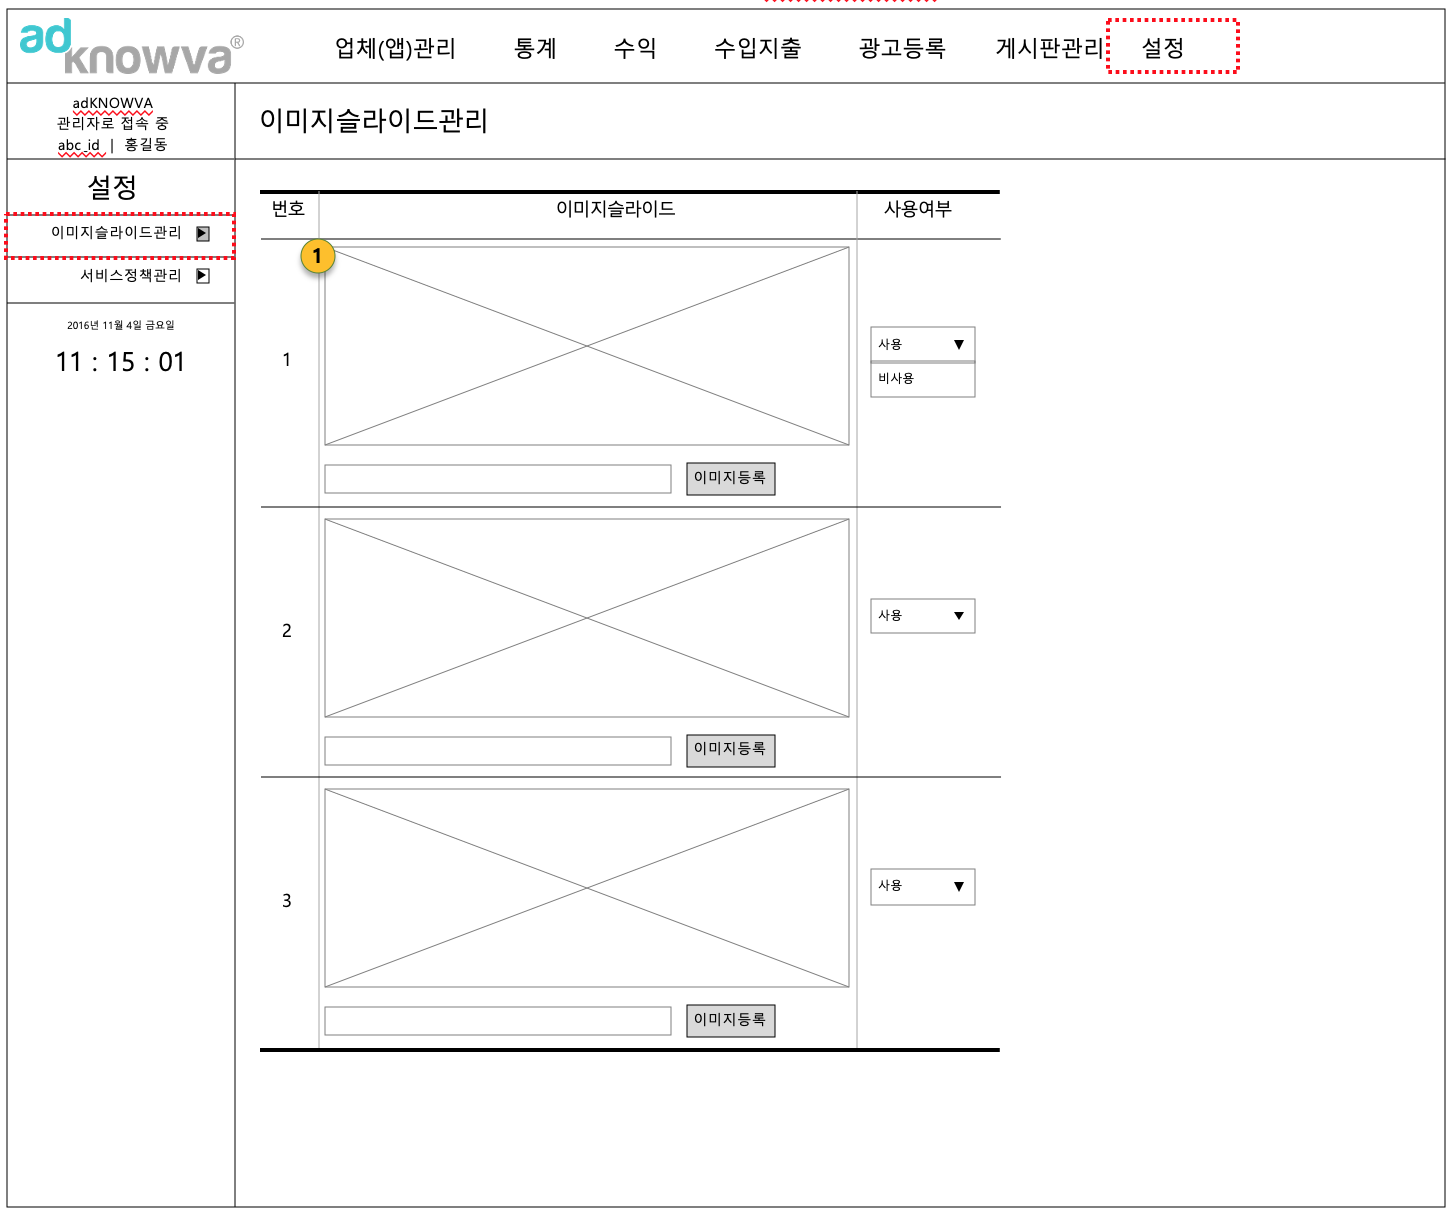 adknowva®
업체(앱)관리 통계 수익 수입지출 광고등록 게시판관리 설정
adKNOWVA
관리자로 접속 중
abc_id | 홍길동
이미지슬라이드관리
설정
이미지슬라이드관리
서비스정책관리
2016년 11월 4일 금요일
11 : 15 : 01
번호 이미지슬라이드 사용여부
1
1
사용
비사용
이미지등록
2
사용
이미지등록
3
사용
이미지등록